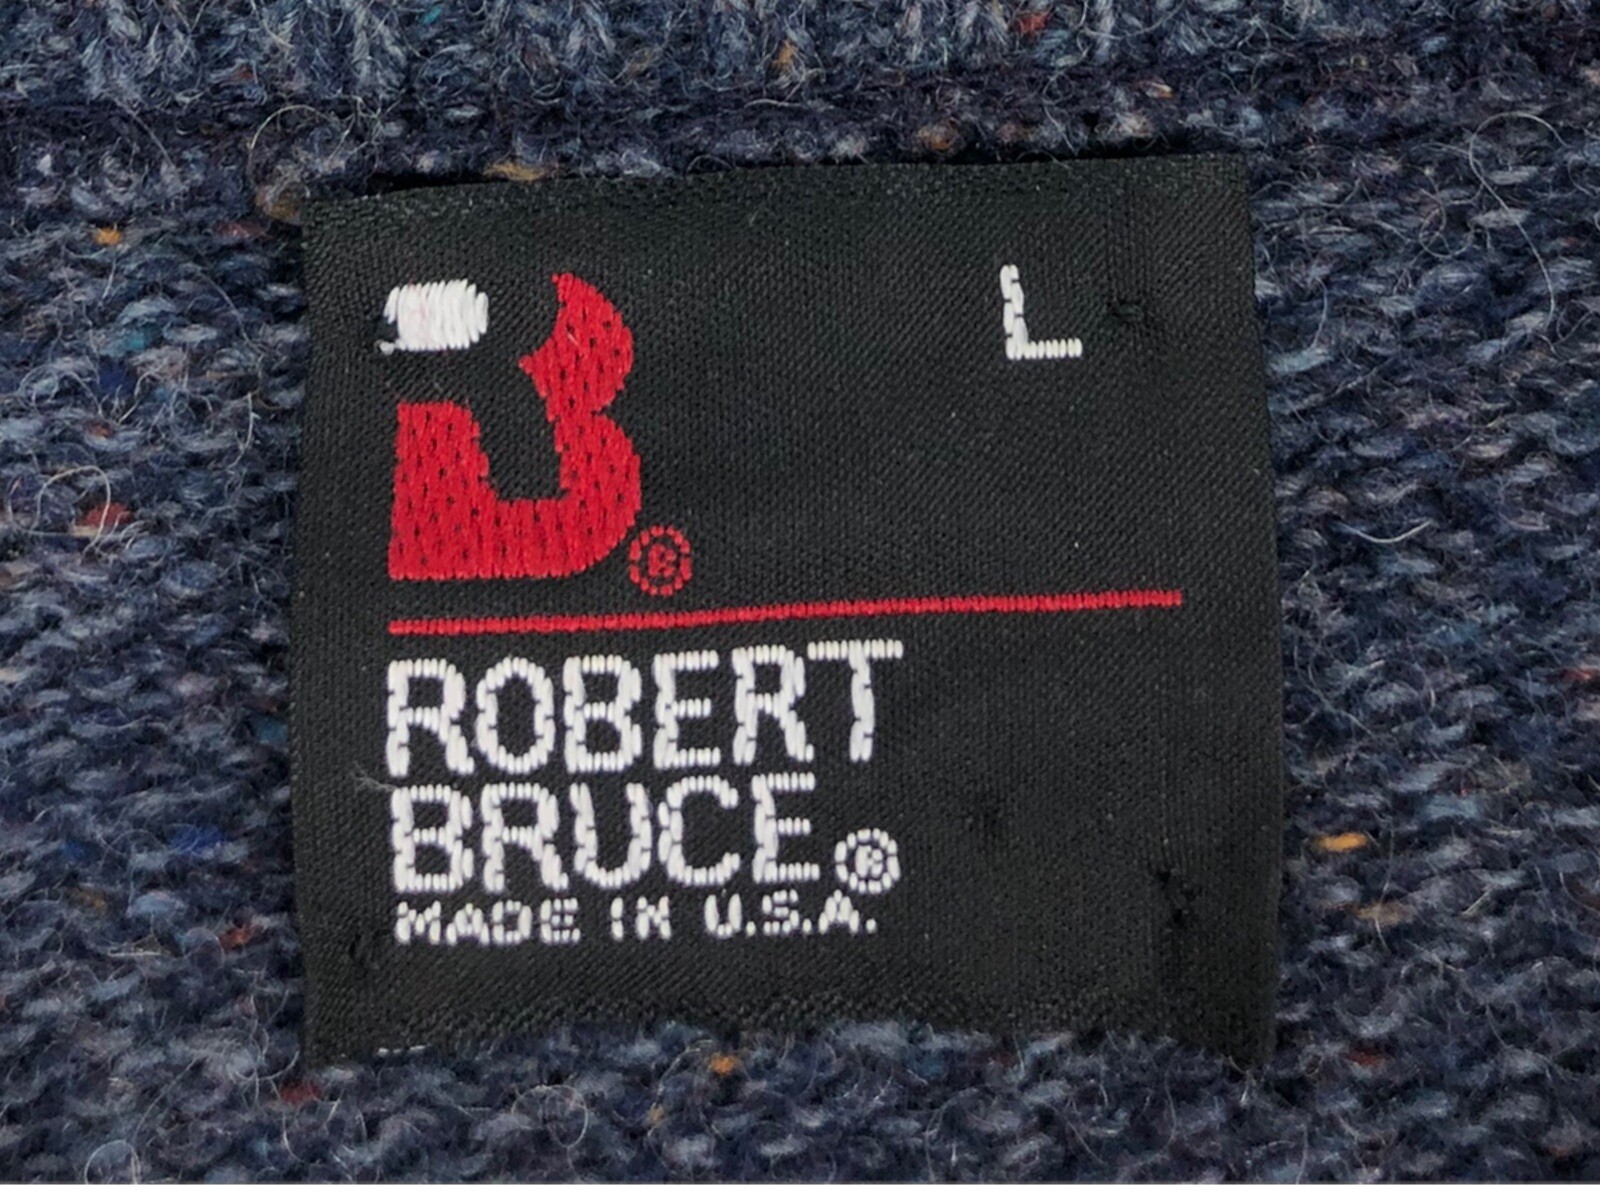 L
B®
ROBERT
BRUCE®
MADE IN U.S.A.